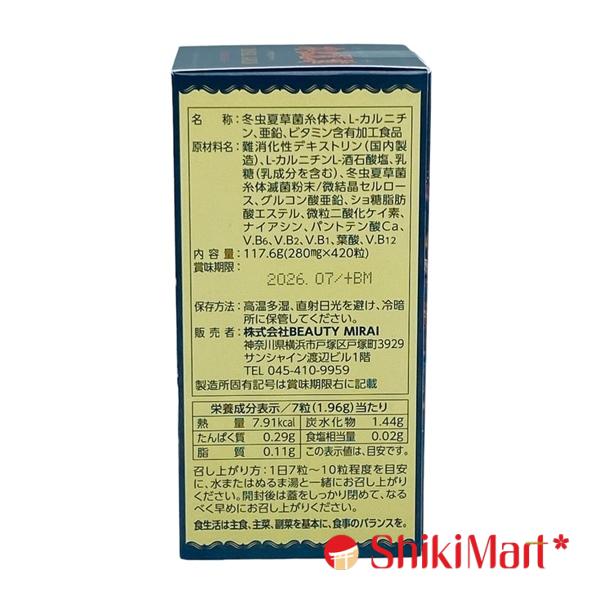 名　　称：冬虫夏草菌糸体末、L-カルニチ
ン、亜鉛、ビタミン含有加工食品
原材料名：難消化性デキストリン(国内製
造)、L-カルニチンL-酒石酸塩、乳
糖(乳成分を含む)、冬虫夏草菌
糸体滅菌粉末/微結晶セルロー
ス、グルコン酸亜鉛、ショ糖脂肪
酸エステル、微粒二酸化ケイ素、
ナイアシン、パントテン酸Ca、
V.B6、V.B2、V.B1、葉酸、V.B12
内容量：117.6g(280mg×420粒)
賞味期限：
2026.07/+BM
保存方法：高温多湿、直射日光を避け、冷暗
所に保管してください。
販売者：株式会社BEAUTY MIRAI
神奈川県横浜市戸塚区戸塚町3929
サンシャイン渡辺ビル1階
TEL 045-410-9959
製造所固有記号は賞味期限右に記載
栄養成分表示/7粒(1.96g)当たり
熱量 7.91kcal 炭水化物 1.44g
たんぱく質 0.29g 食塩相当量 0.02g
脂質 0.11g この表示値は、目安です。
召し上がり方：1日7粒〜10粒程度を目安
に、水またはぬるま湯と一緒にお召し上がり
ください。開封後は蓋をしっかり閉めて、なる
べく早めにお召し上がりください。
食生活は主食、主菜、副菜を基本に、食事のバランスを。
ShikiMart*